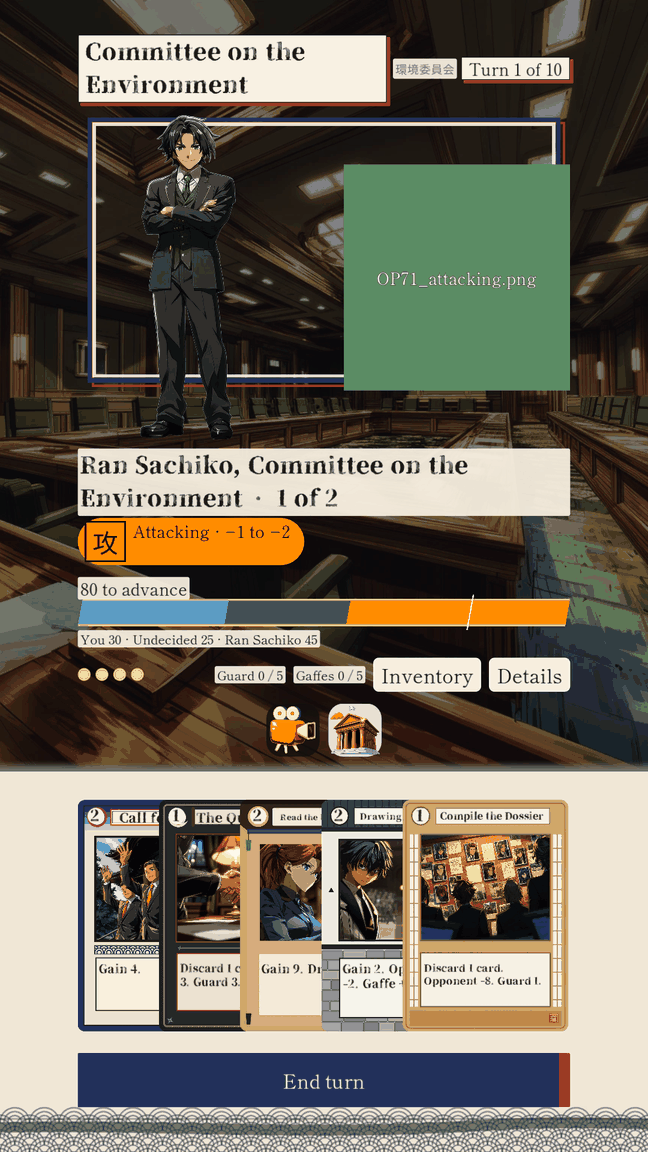 Committee on the
Environment
環境委員会
Turn 1 of 10
OP71_attacking.png
Ran Sachiko, Committee on the
Environment · 1 of 2
攻
Attacking · −1 to −2
80 to advance
You 30 · Undecided 25 · Ran Sachiko 45
Guard 0 / 5
Gaffes 0 / 5
Inventory
Details
2
Call
Gain 4.
1
The
Discard 1
3. Guard 3.
2
Read the
Gain 9.
2
Drawing
Gain 2.
-2. Gaffe
1
Compile the Dossier
Discard 1 card.
Opponent -8. Guard 1.
End turn